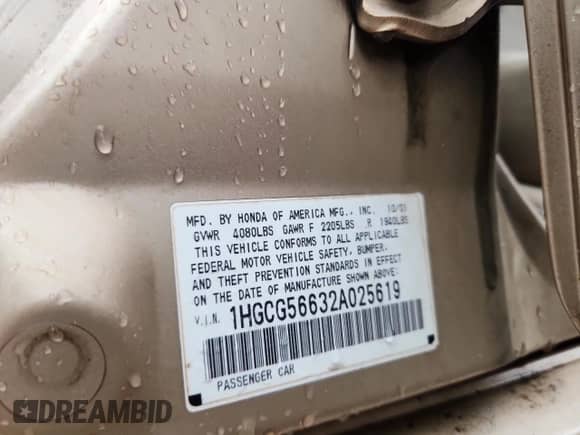 MFD. BY HONDA OF AMERICA MFG., INC. 10/01
GVWR 4080LBS GAWR F 2205LBS R 1940LBS
THIS VEHICLE CONFORMS TO ALL APPLICABLE
FEDERAL MOTOR VEHICLE SAFETY, BUMPER,
AND THEFT PREVENTION STANDARDS IN EFFECT
ON THE DATE OF MANUFACTURE SHOWN ABOVE.
V.I.N. 1HGCG56632A025619
PASSENGER CAR
DREAMBID